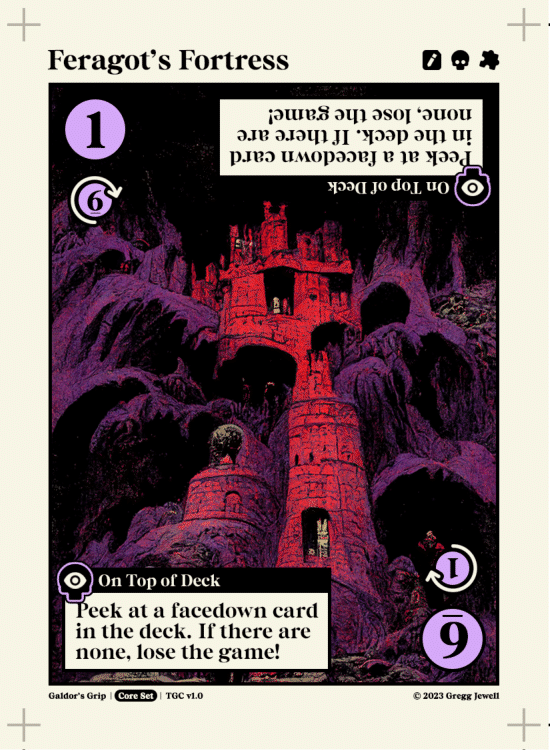 Feragot's Fortress
1
Peek at a facedown card
in the deck. If there are
none, lose the game!
On Top of Deck
6
1
On Top of Deck
Peek at a facedown card
in the deck. If there are
none, lose the game!
6
Galdor's Grip | Core Set | TGC v1.0
© 2023 Gregg Jewell